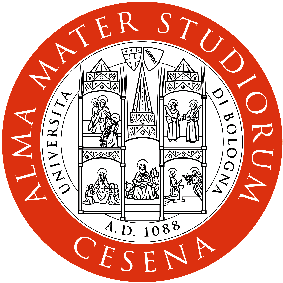 ALMA MATER STUDIORUM
UNIVERSITÀ DI BOLOGNA
A.D. 1088
CESENA